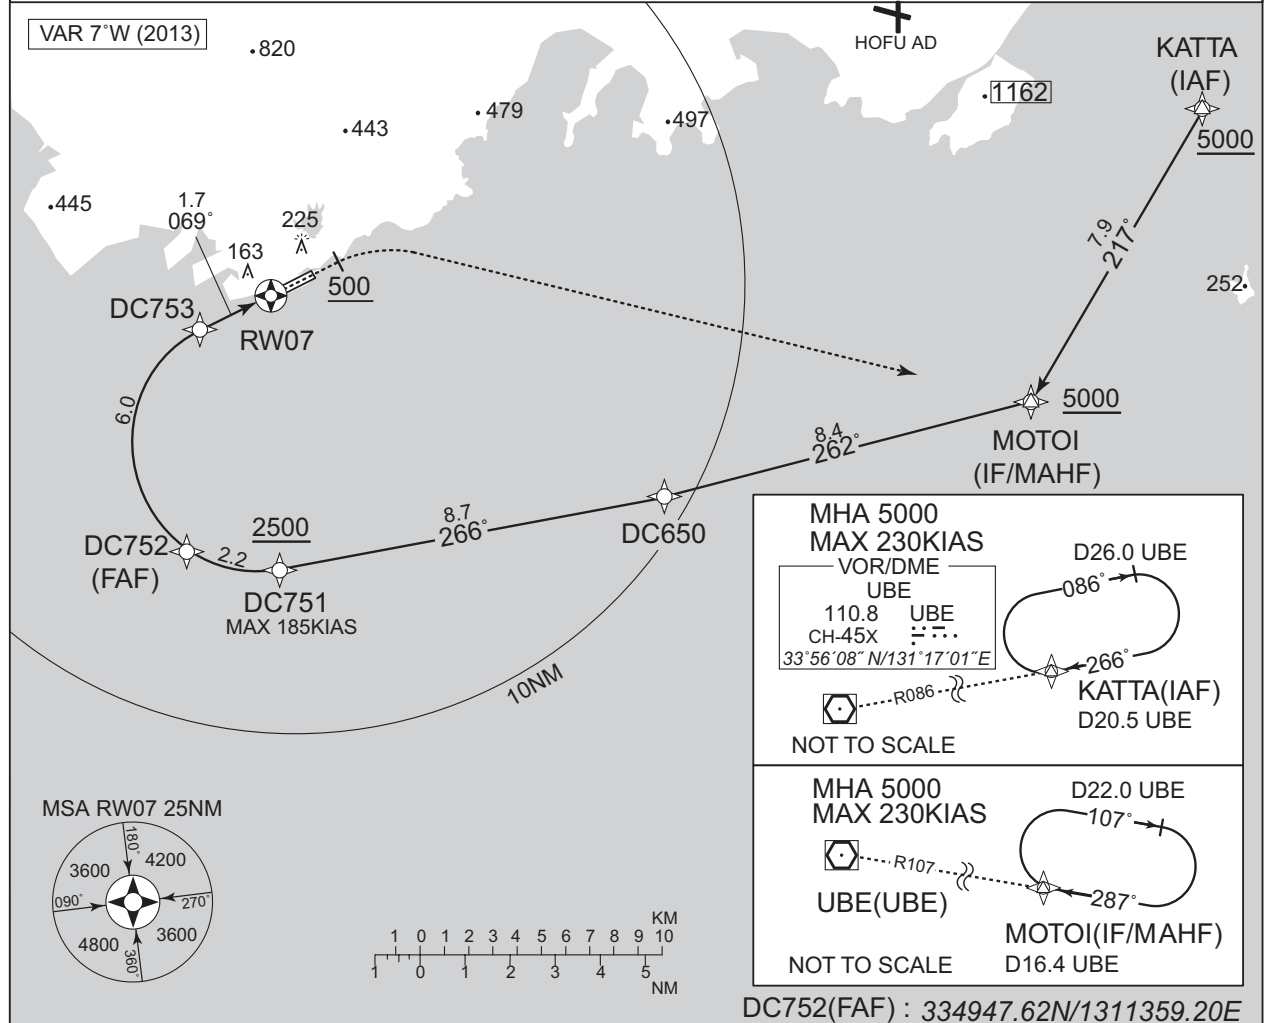 VAR 7˚W (2013)
820
HOFU AD
KATTA
(IAF)
5000
1162
479
497
443
445
1.7
069˚
225
163
500
7.9
217˚
252
DC753
RW07
6.0
5000
MOTOI
(IF/MAHF)
8.4
262˚
DC650
8.7
266˚
2500
DC752
(FAF)
2.2
DC751
MAX 185KIAS
10NM
MHA 5000
MAX 230KIAS
VOR/DME
UBE
110.8 UBE
CH-45X
33˚56´08˝ N/131˚17´01˝E
D26.0 UBE
086˚
266˚
R086
KATTA(IAF)
D20.5 UBE
NOT TO SCALE
MHA 5000
MAX 230KIAS
D22.0 UBE
107˚
R107
287˚
UBE(UBE)
MOTOI(IF/MAHF)
D16.4 UBE
NOT TO SCALE
MSA RW07 25NM
180˚
3600
4200
090˚
270˚
4800
3600
360˚
KM
1 0 1 2 3 4 5 6 7 8 9 10
1 0 1 2 3 4 5
NM
DC752(FAF) : 334947.62N/1311359.20E